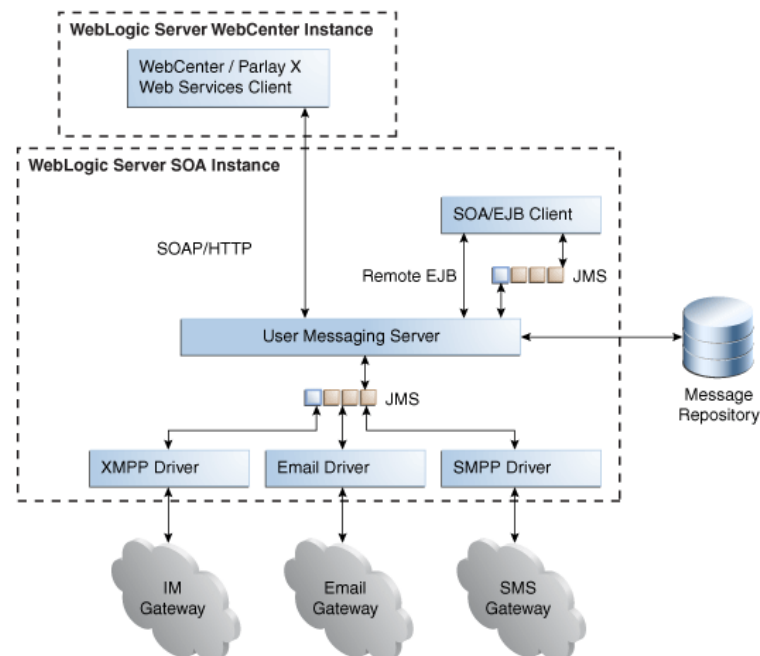 WebLogic Server WebCenter Instance
WebCenter / Parlay X
Web Services Client
WebLogic Server SOA Instance
SOA/EJB Client
SOAP/HTTP
Remote EJB
JMS
User Messaging Server
Message
Repository
JMS
XMPP Driver
Email Driver
SMPP Driver
IM
Gateway
Email
Gateway
SMS
Gateway